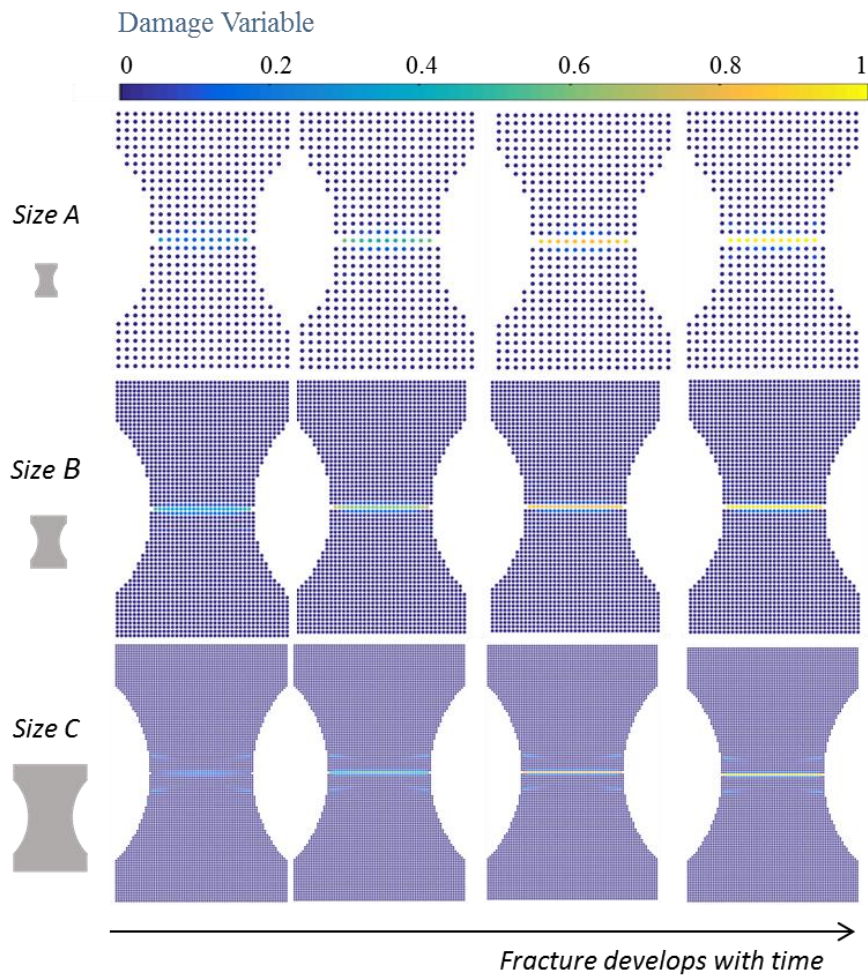 Damage Variable
0 0.2 0.4 0.6 0.8 1
Size A
Size B
Size C
Fracture develops with time